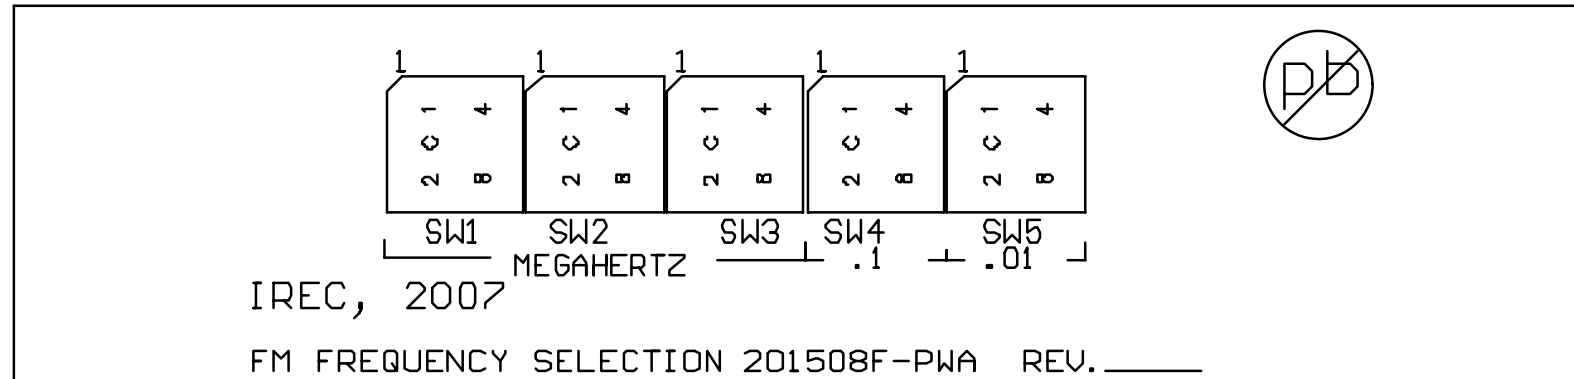 1 1 1 1 1
1 4 1 4 1 4 1 4 1 4
C C C C C
2 8 2 8 2 8 2 8 2 8
SW1 SW2 SW3 SW4 SW5
MEGAHERTZ .1 .01
IREC, 2007
FM FREQUENCY SELECTION 201508F-PWA REV.
pb